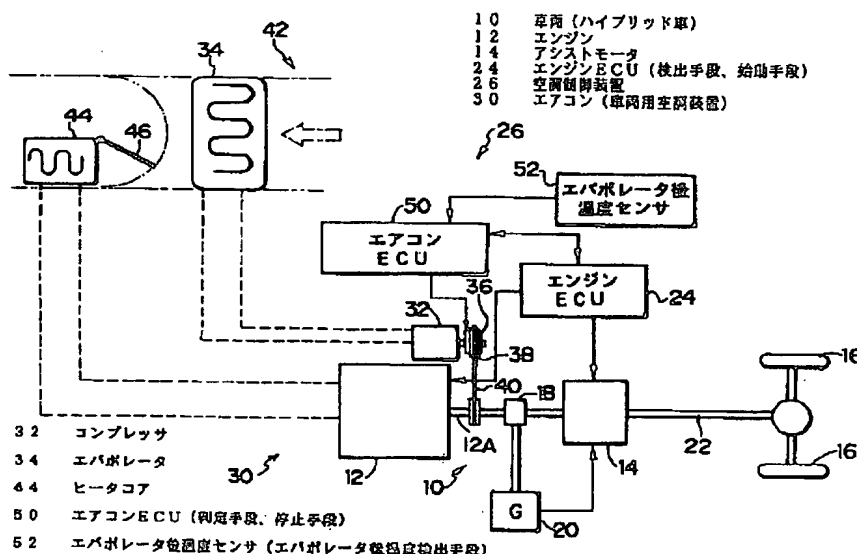 10 車両 (ハイブリッド車)
12 エンジン
14 アシストモータ
24 エンジンECU (検出手段、始動手段)
26 空調制御装置
30 エアコン (車両用空調装置)
34
42
44
46
26
52
エバポレータ後
温度センサ
50
エアコン
ECU
エンジン
ECU
24
32
36
38
40
18
16
12A
12
30
10
14
22
G
20
16
32 コンプレッサ
34 エバポレータ
44 ヒータコア
50 エアコンECU (判定手段、停止手段)
52 エバポレータ後温度センサ (エバポレータ後温度検出手段)